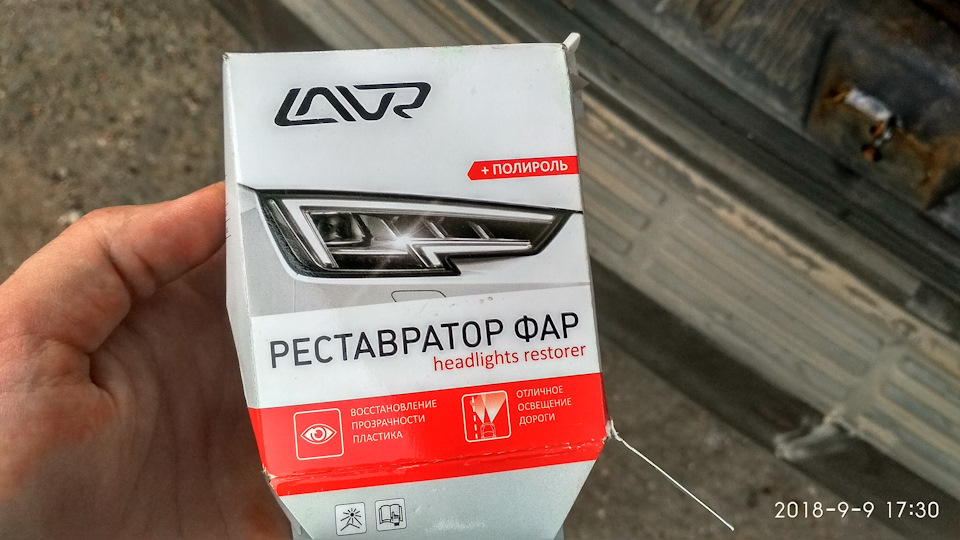 LAVR
+ ПОЛИРОЛЬ
РЕСТАВРАТОР ФАР
headlights restorer
ВОССТАНОВЛЕНИЕ
ПРОЗРАЧНОСТИ
ПЛАСТИКА
ОТЛИЧНОЕ
ОСВЕЩЕНИЕ
ДОРОГИ
2018-9-9 17:30